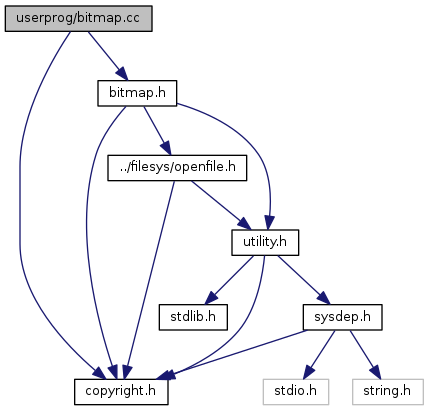 userprog/bitmap.cc
bitmap.h
../filesys/openfile.h
utility.h
stdlib.h
sysdep.h
copyright.h
stdio.h
string.h